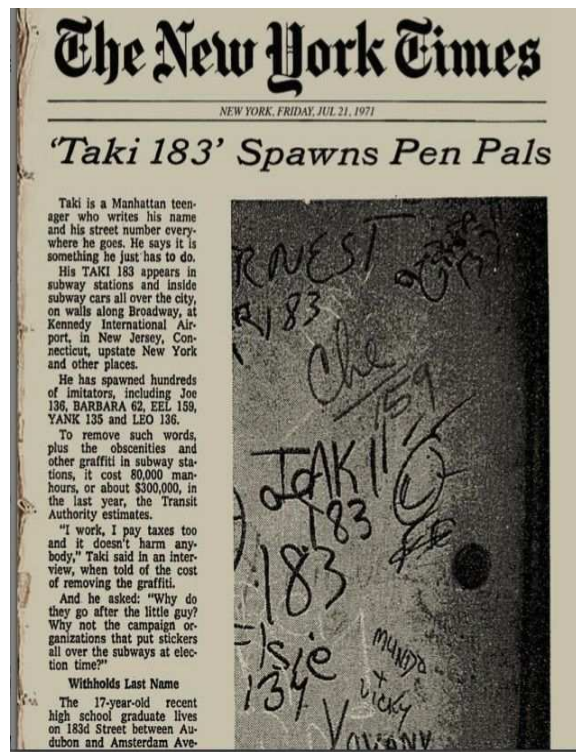 The New York Times
NEW YORK, FRIDAY, JUL 21, 1971
‘Taki 183’ Spawns Pen Pals
Taki is a Manhattan teen-
ager who writes his name
and his street number every-
where he goes. He says it is
something he just has to do.
His TAKI 183 appears in
subway stations and inside
subway cars all over the city,
on walls along Broadway, at
Kennedy International Air-
port, in New Jersey, Con-
necticut, upstate New York
and other places.
He has spawned hundreds
of imitators, including Joe
136, BARBARA 62, EEL 159,
YANK 135 and LEO 136.
To remove such words,
plus the obscenities and
other graffiti in subway sta-
tions, it cost 80,000 man-
hours, or about $300,000, in
the last year, the Transit
Authority estimates.
“I work, I pay taxes too
and it doesn’t harm any-
body,” Taki said in an inter-
view, when told of the cost
of removing the graffiti.
And he asked: “Why do
they go after the little guy?
Why not the campaign or-
ganizations that put stickers
all over the subways at elec-
tion time?”
Withholds Last Name
The 17-year-old recent
high school graduate lives
on 183d Street between Au-
dubon and Amsterdam Ave-
RNEST
183
Che
159
TAKI
183
183
134
MUNDO
+
VICKY